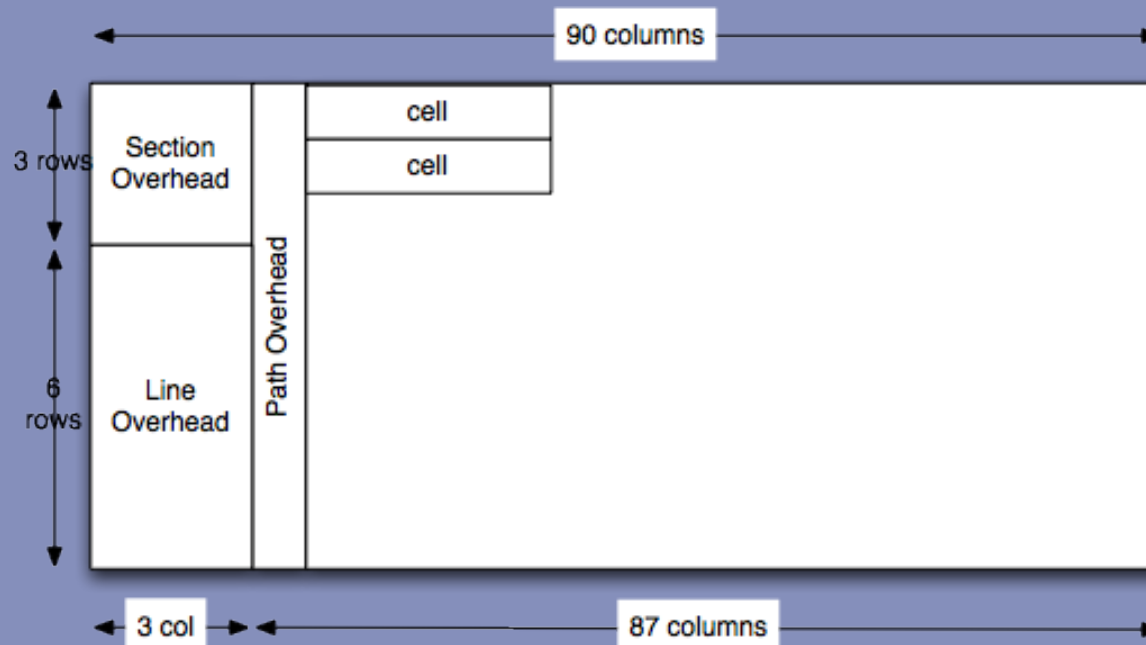 90 columns
cell
cell
3 rows
Section
Overhead
Path Overhead
6
rows
Line
Overhead
3 col
87 columns